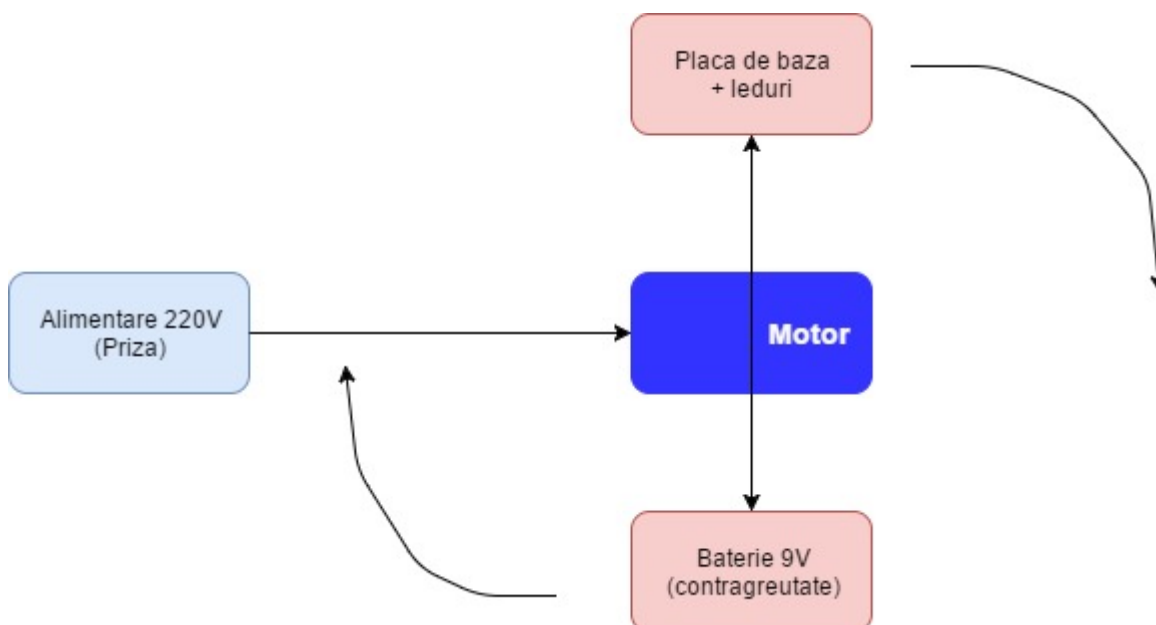 Placa de baza
+ leduri
Alimentare 220V
(Priza)
Motor
Baterie 9V
(contragreutate)